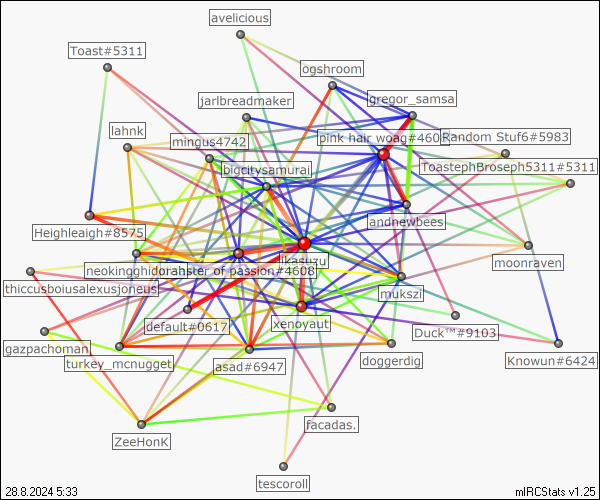 avelicious
Toast#5311
ogshroom
jarlbreadmaker
gregor_samsa
lahnk
mingus4742
pink hair woag#460
Random Stuf6#5983
bigcitysamurai
ToastephBroseph5311#5311
Heighleaigh#8575
andnewbees
likasuzu
moonraven
neokingghidorahster of passion#4608
thiccusboiusalexusjoneus
mukszi
default#0617
xenoyaut
Duck™#9103
gazpachoman
turkey_mcnugget
asad#6947
doggerdig
Knowun#6424
facadas.
ZeeHonK
tescoroll
28.8.2024 5:33
mIRCStats v1.25